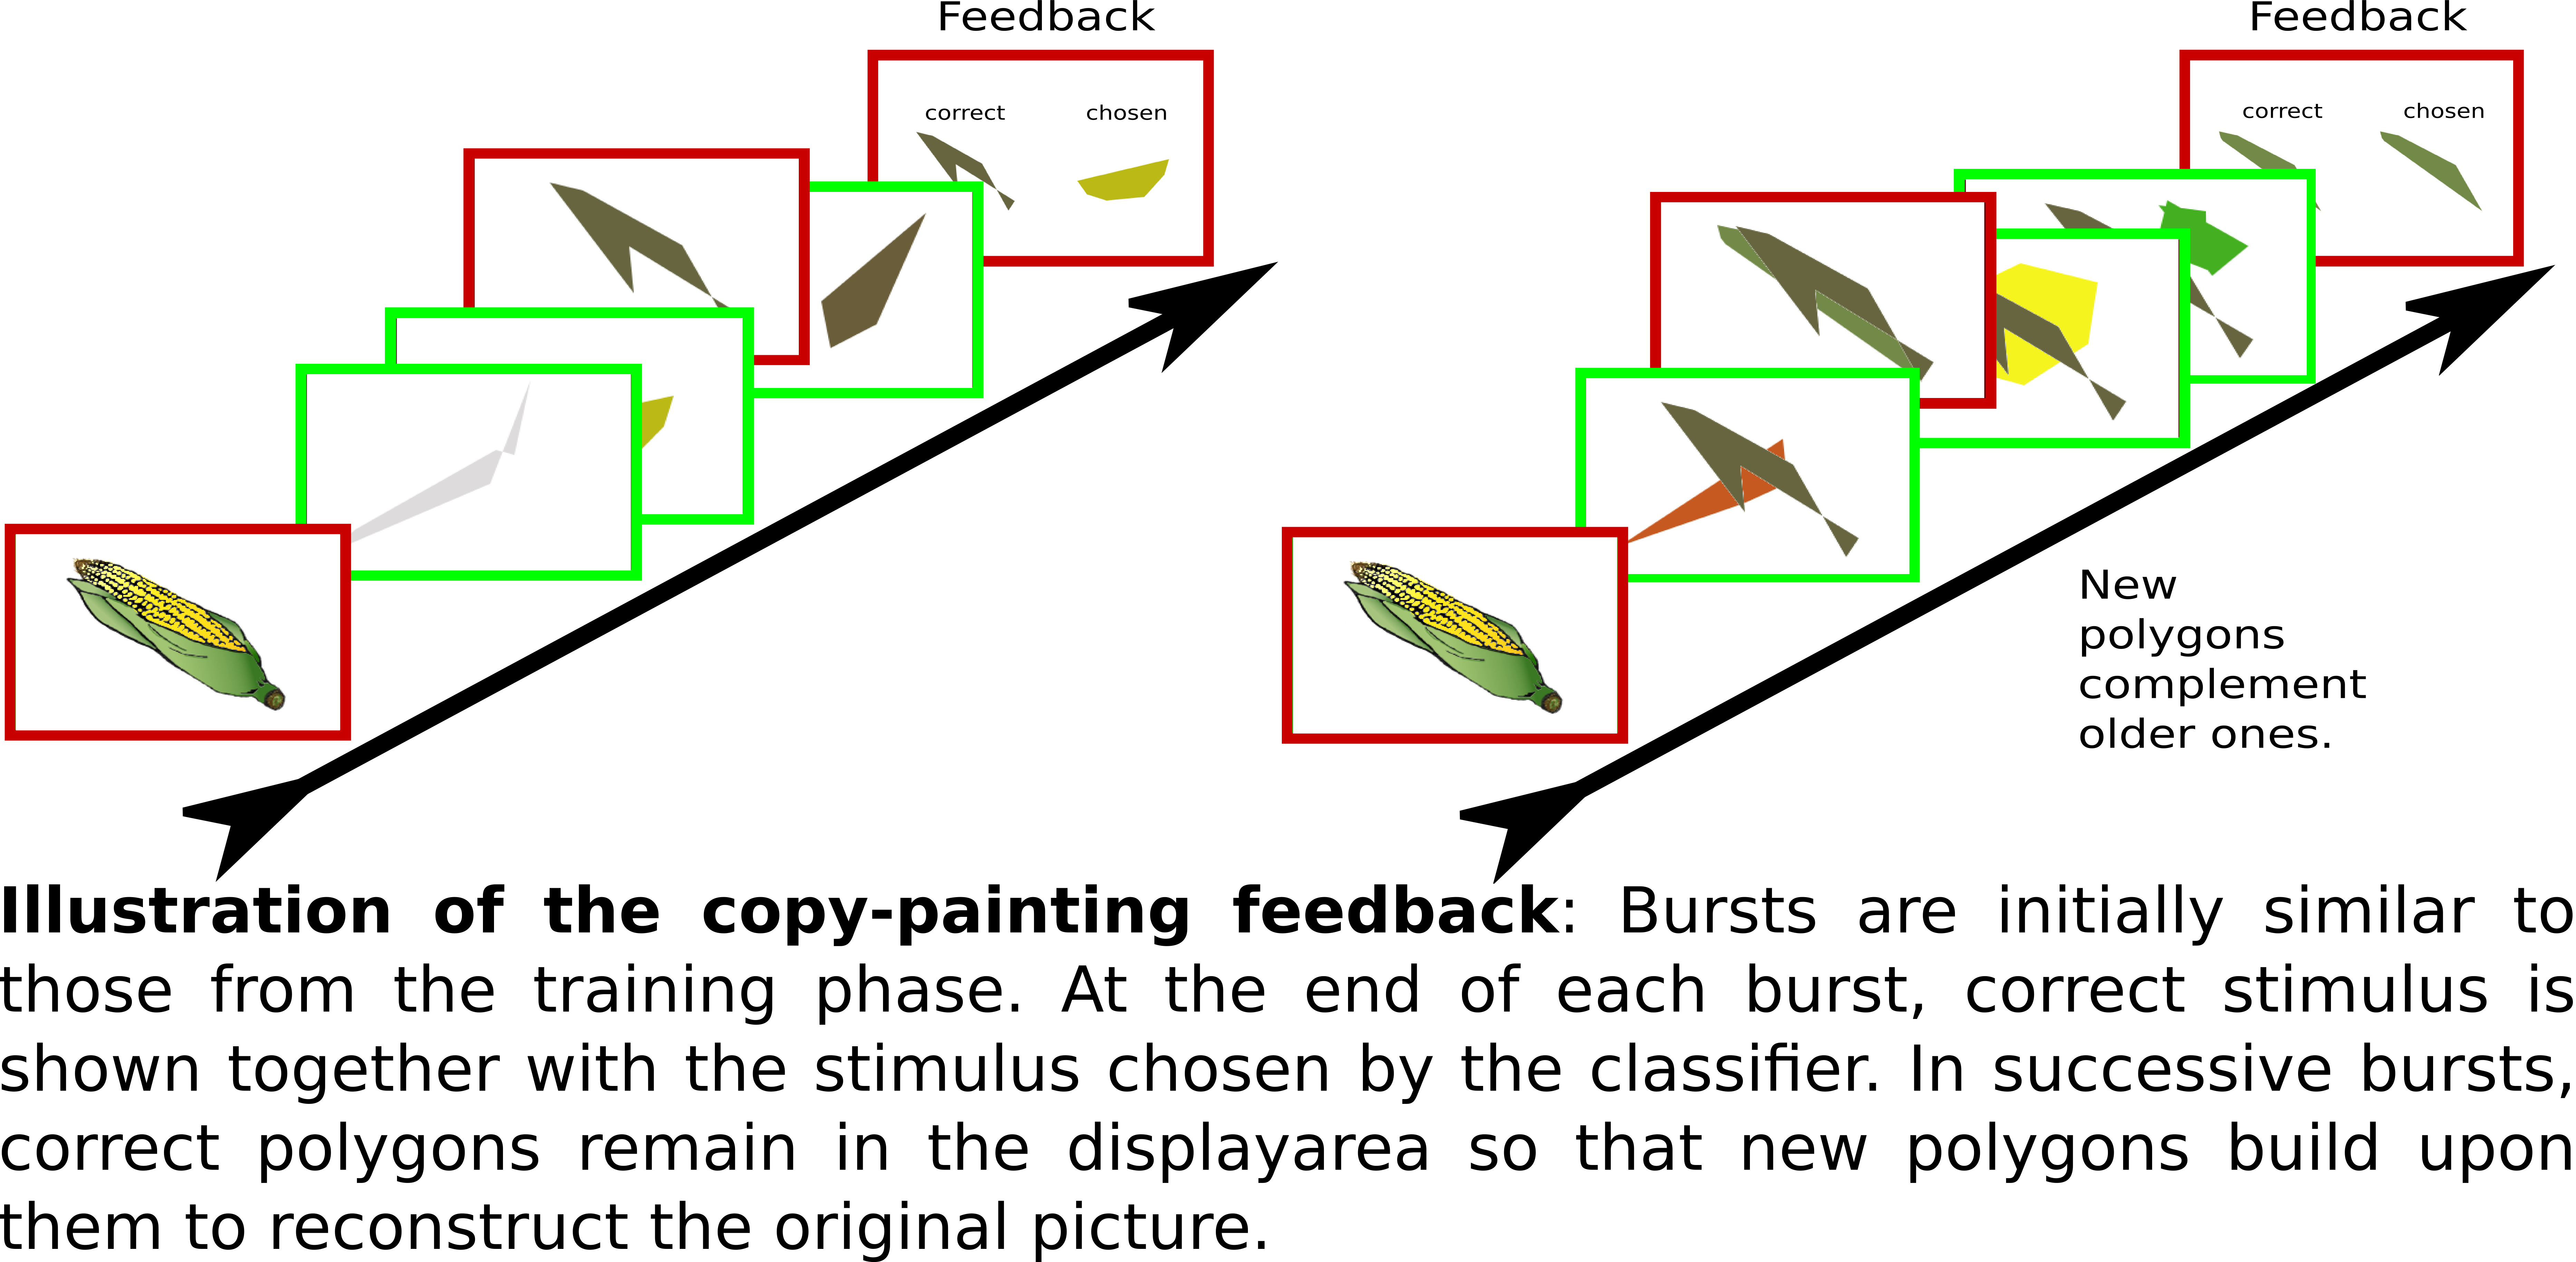 Feedback
correct chosen
Feedback
correct chosen
New
polygons
complement
older ones.
Illustration of the copy-painting feedback: Bursts are initially similar to
those from the training phase. At the end of each burst, correct stimulus is
shown together with the stimulus chosen by the classifier. In successive bursts,
correct polygons remain in the displayarea so that new polygons build upon
them to reconstruct the original picture.